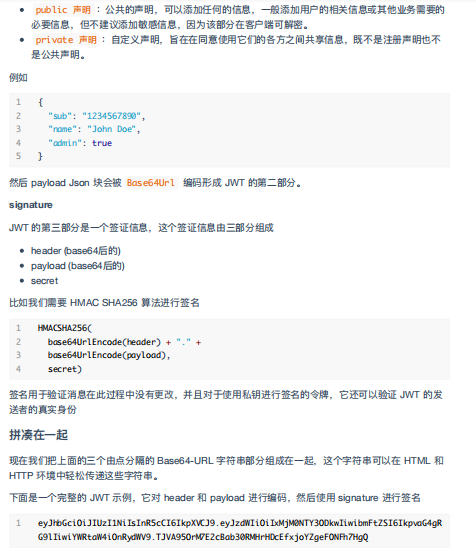 public 声明 ：公共的声明，可以添加任何的信息，一般添加用户的相关信息或其他业务需要的
必要信息，但不建议添加敏感信息，因为该部分在客户端可解密。
private 声明 ：自定义声明，旨在在同意使用它们的各方之间共享信息，既不是注册声明也不
是公共声明。
例如
1 {
2 "sub": "1234567890",
3 "name": "John Doe",
4 "admin": true
5 }
然后 payload Json 块会被 Base64Url 编码形成 JWT 的第二部分。
signature
JWT 的第三部分是一个签证信息，这个签证信息由三部分组成
header (base64后的)
payload (base64后的)
secret
比如我们需要 HMAC SHA256 算法进行签名
1 HMACSHA256(
2 base64UrlEncode(header) + "." +
3 base64UrlEncode(payload),
4 secret)
签名用于验证消息在此过程中没有更改，并且对于使用私钥进行签名的令牌，它还可以验证 JWT 的发
送者的真实身份
拼凑在一起
现在我们把上面的三个由点分隔的 Base64-URL 字符串部分组成在一起，这个字符串可以在 HTML 和
HTTP 环境中轻松传递这些字符串。
下面是一个完整的 JWT 示例，它对 header 和 payload 进行编码，然后使用 signature 进行签名
1 eyJhbGciOiJIUzI1NiIsInR5cCI6IkpXVCJ9.eyJzdWIiOiIxMjM0NTY3ODkwIiwibmFtZSI6IkpvaG4gR
G9lIiwiYWRtaW4iOnRydWV9.TJVA95OrM7E2cBab30RMHrHDcEfxjoYZgeFONFh7HgQ